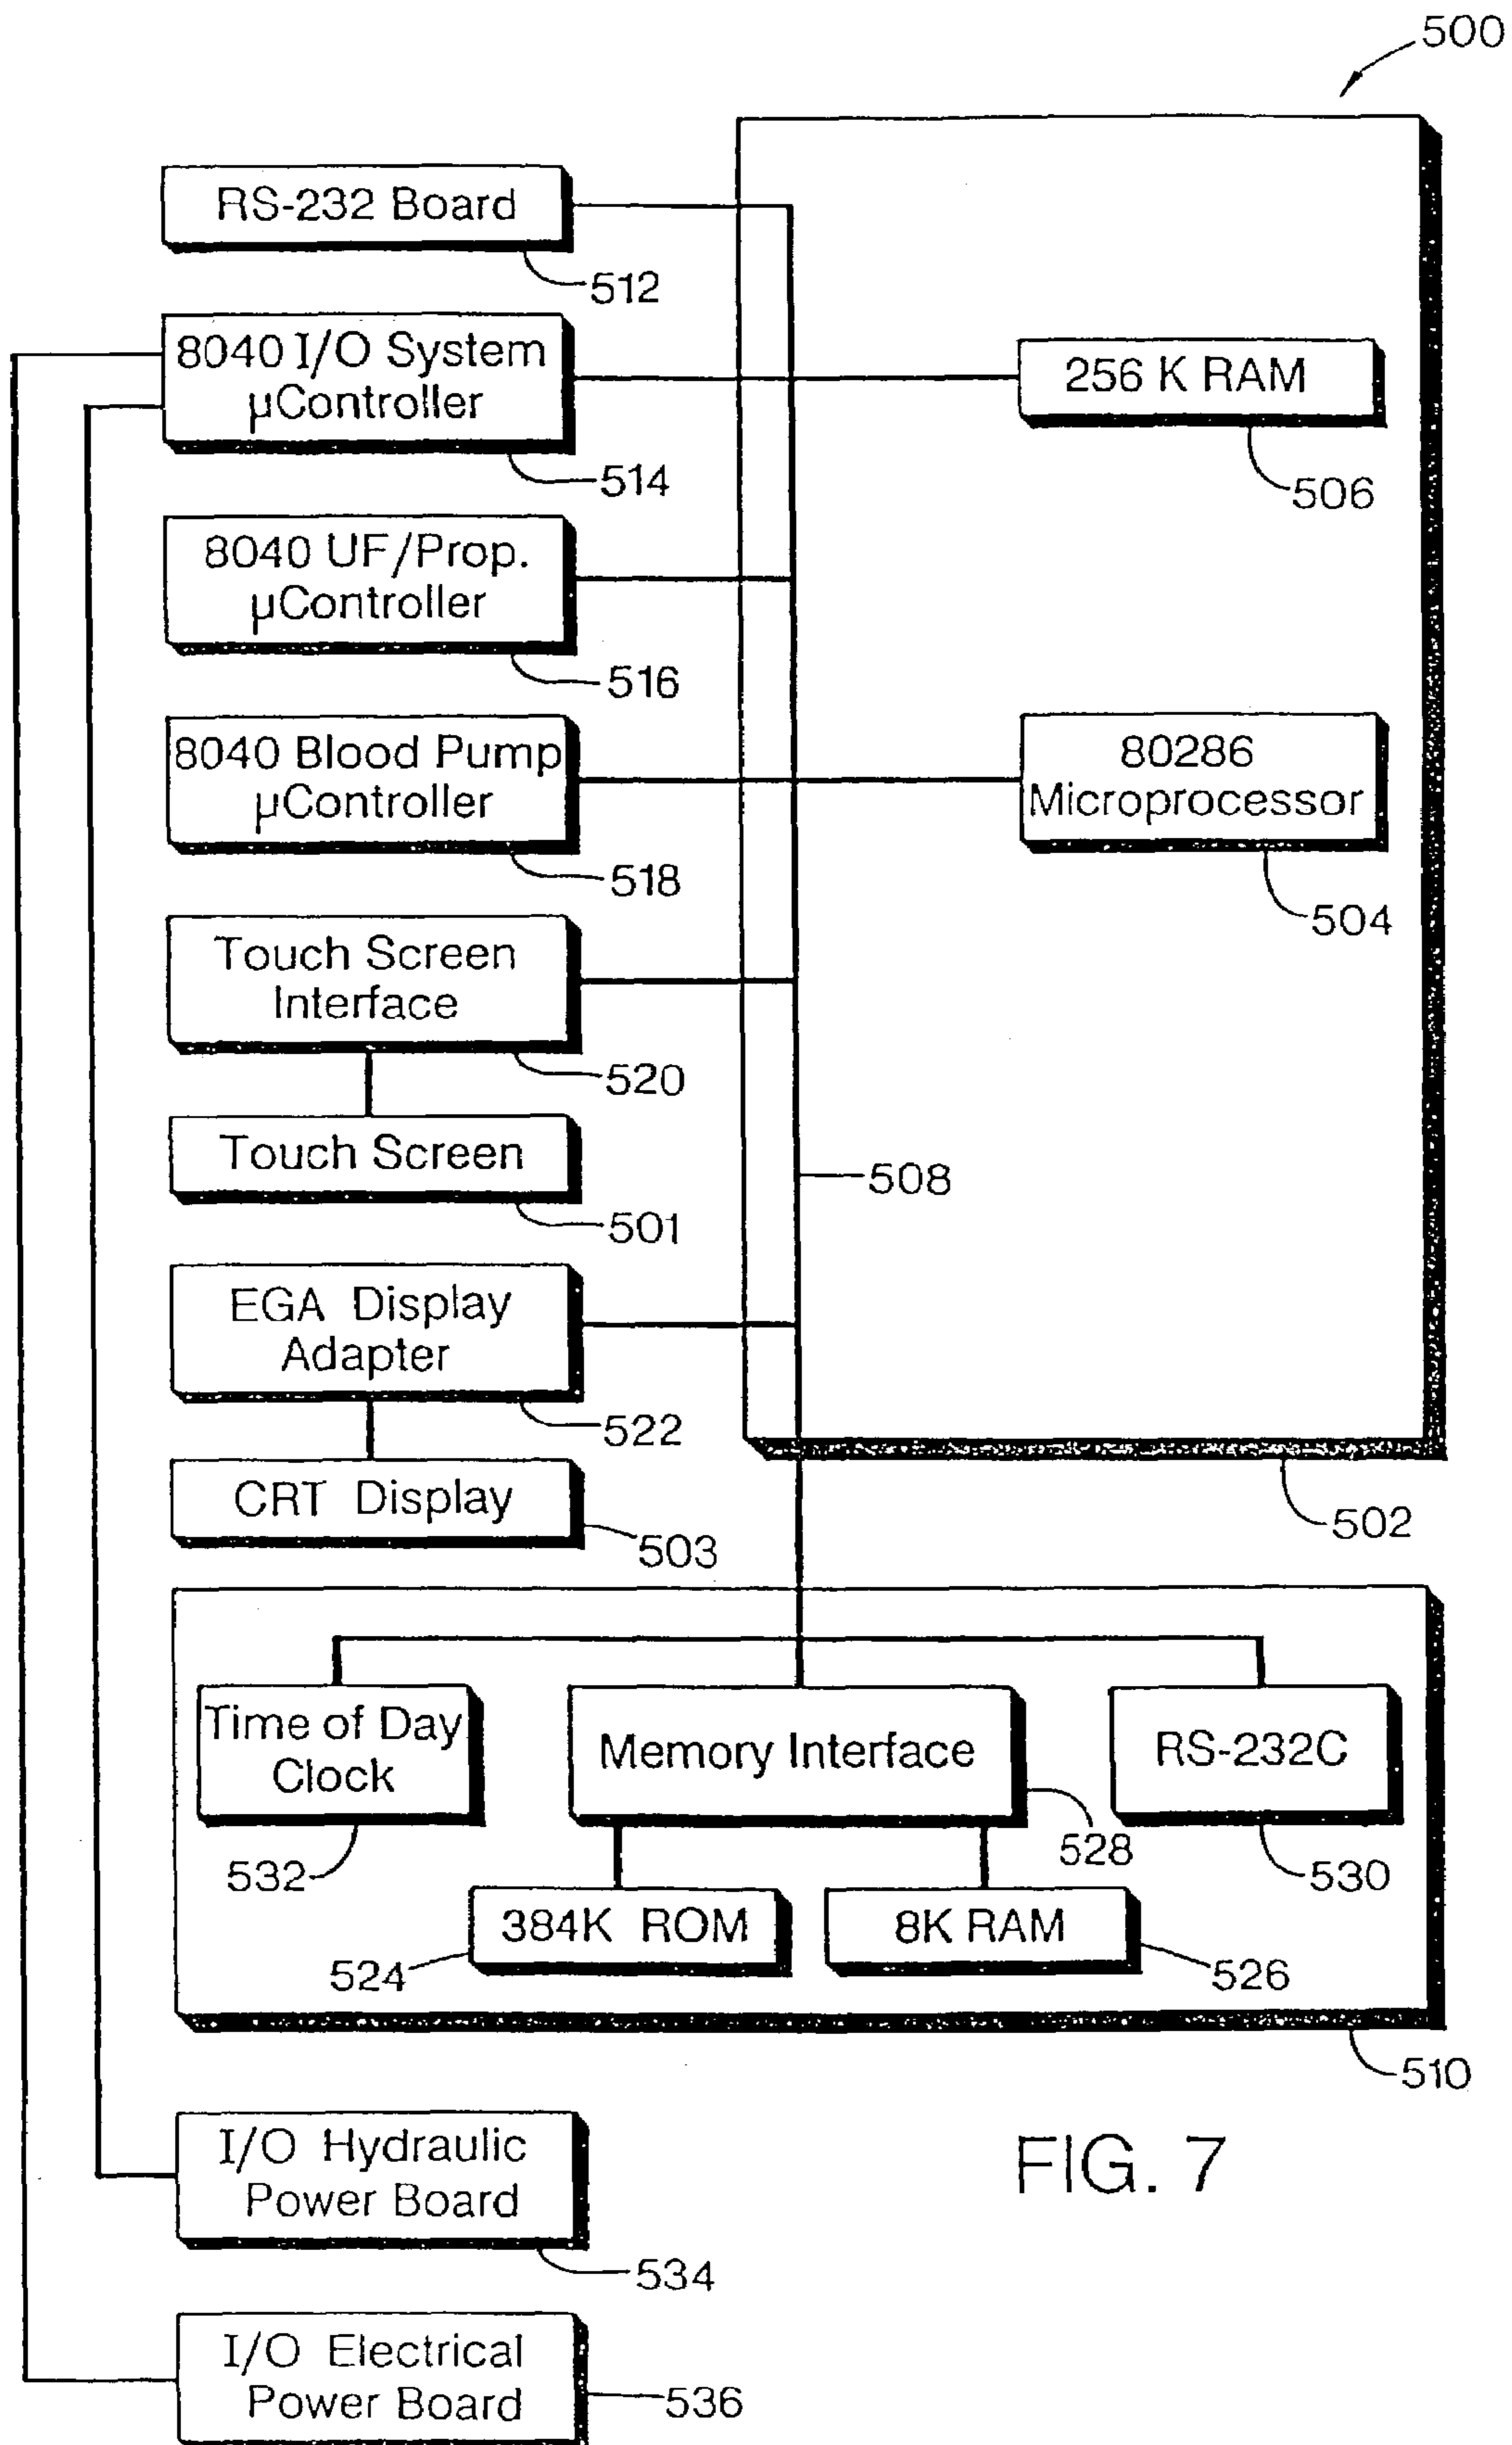 500
RS-232 Board
512
8040 I/O System
µController
514
256 K RAM
506
8040 UF/Prop.
µController
516
8040 Blood Pump
µController
518
80286
Microprocessor
504
Touch Screen
Interface
520
Touch Screen
501
508
EGA Display
Adapter
522
CRT Display
503
502
Time of Day
Clock
532
Memory Interface
528
RS-232C
530
384K ROM
524
8K RAM
526
510
I/O Hydraulic
Power Board
534
FIG. 7
I/O Electrical
Power Board
536